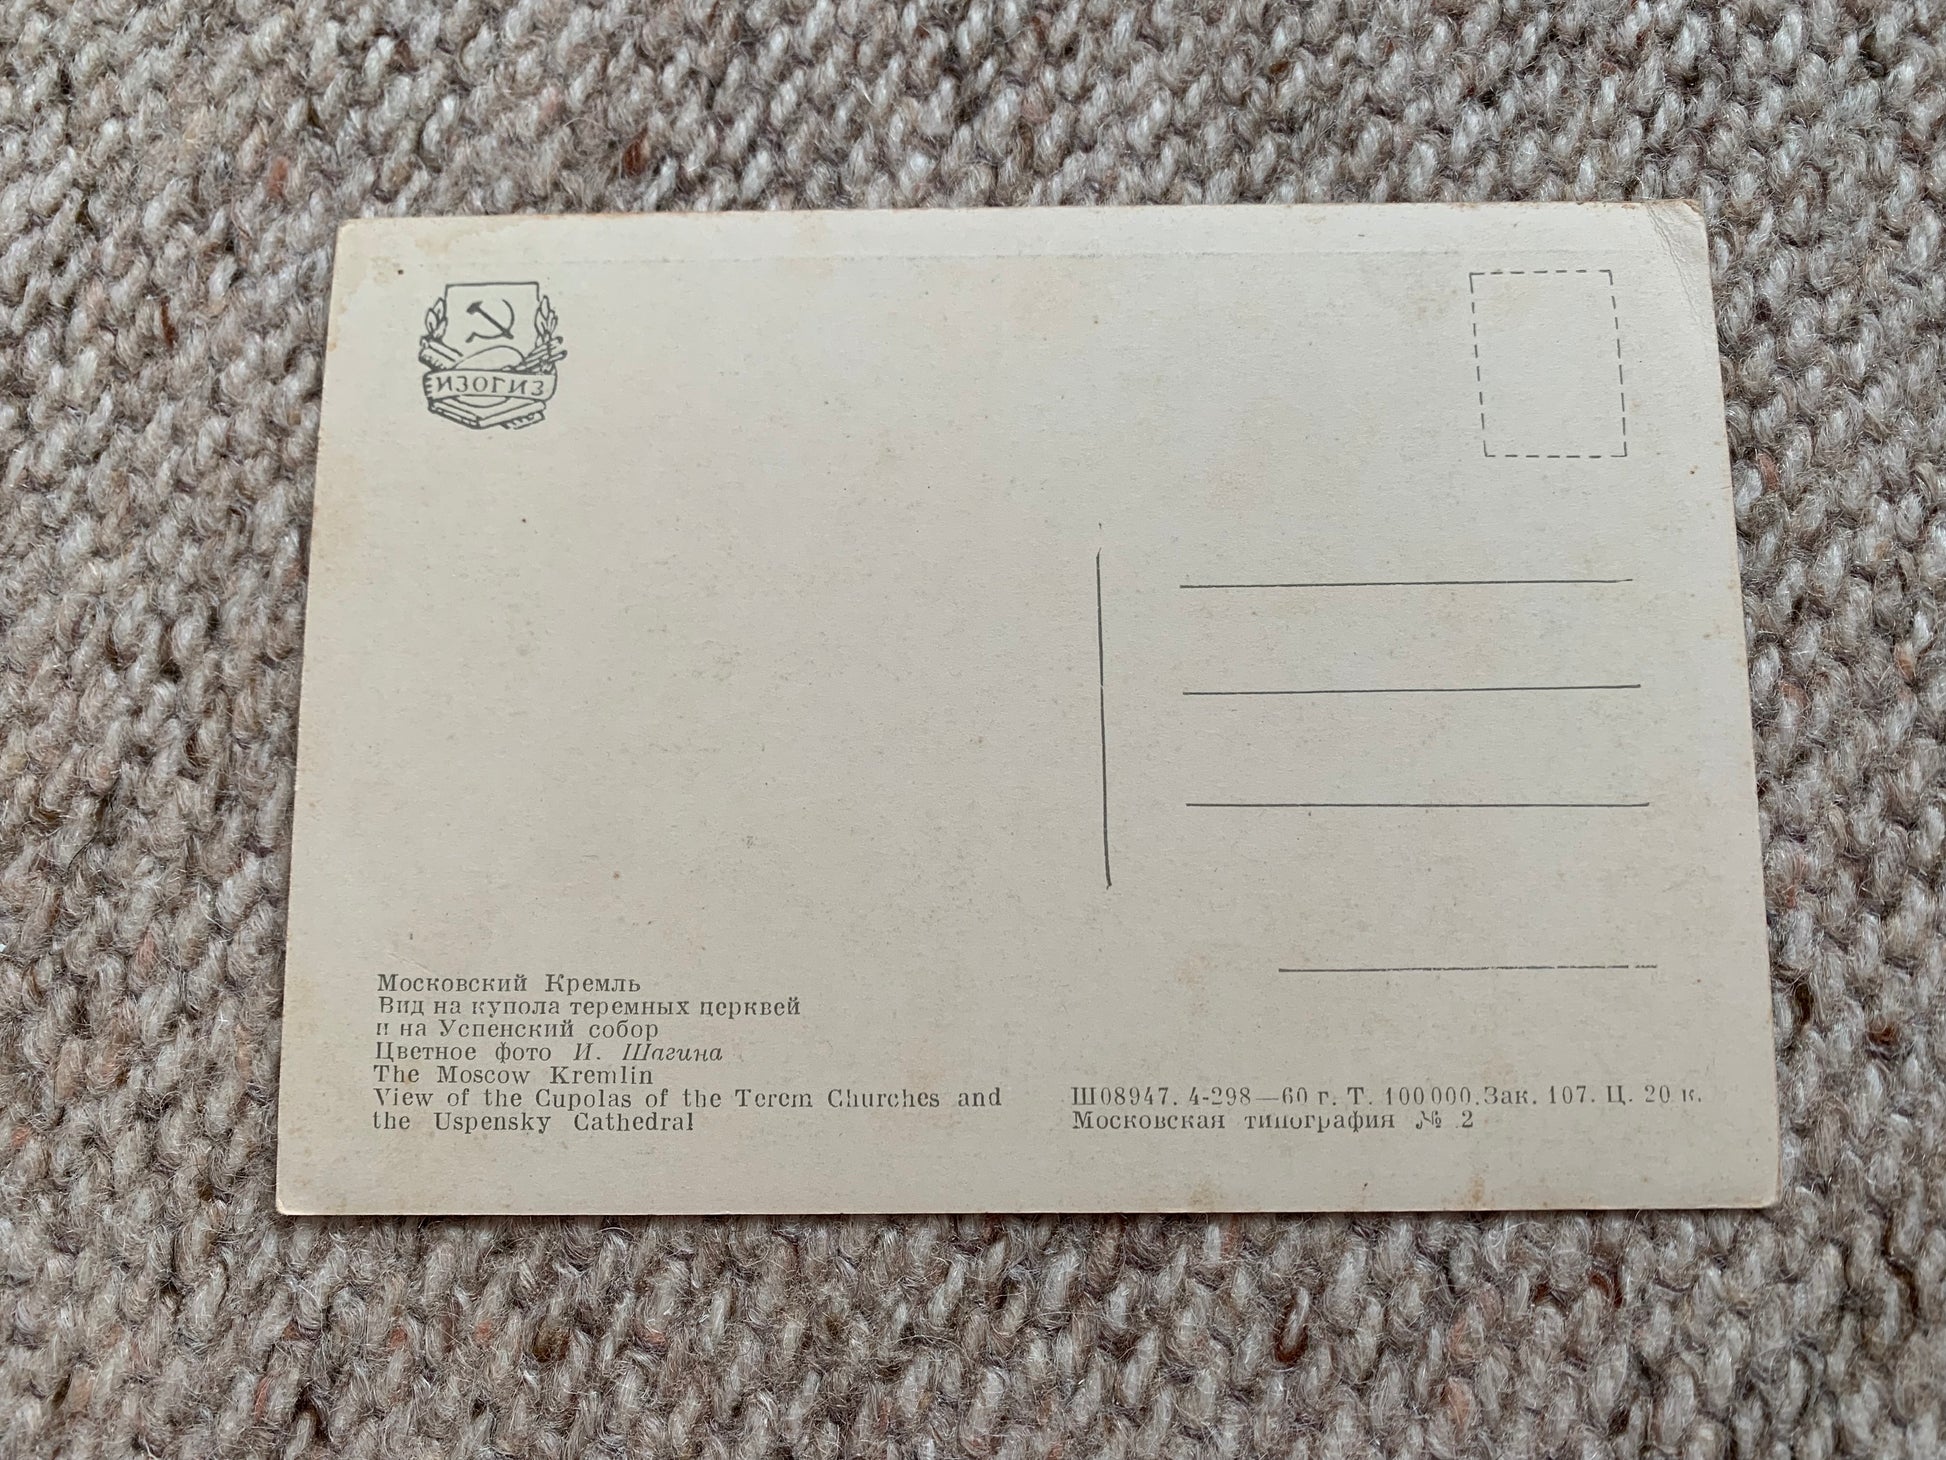 ИЗОГИЗ
Московский Кремль
Вид на купола теремных церквей
и на Успенский собор
Цветное фото И. Шагина
The Moscow Kremlin
View of the Cupolas of the Terem Churches and
the Uspensky Cathedral
Ш08947. 4-298—60 г. Т. 100 000. Зак. 107. Ц. 20 к.
Московская типография № 2